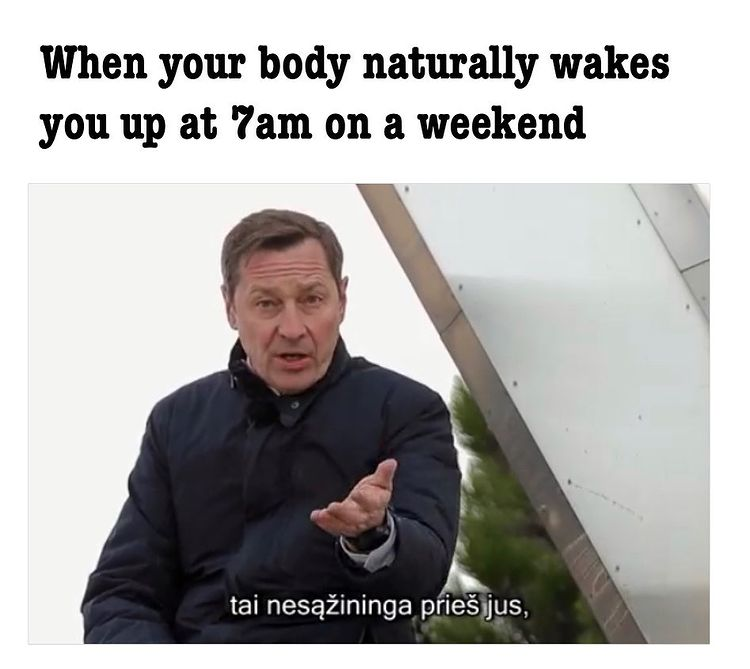 When your body naturally wakes
you up at 7am on a weekend
tai nesąžininga prieš jus,